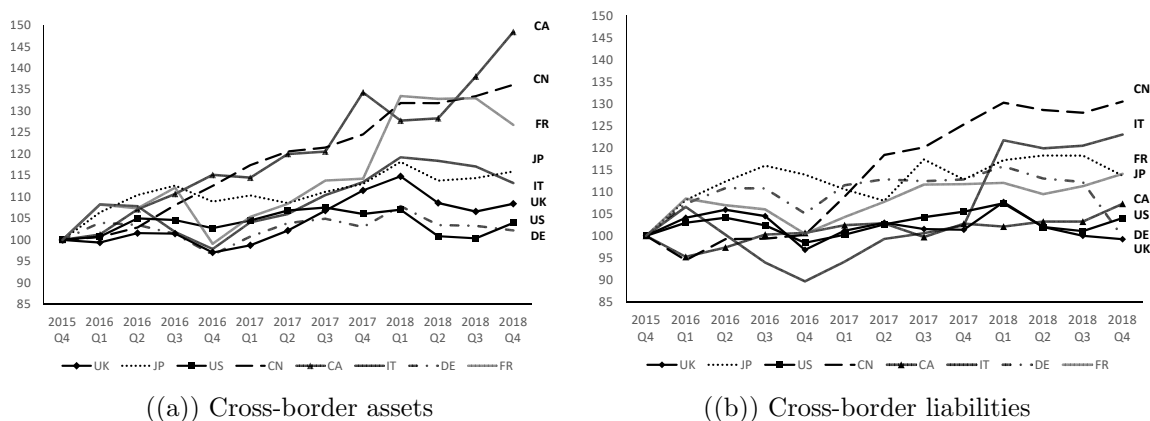 150
145
140
135
130
125
120
115
110
105
100
95
90
85
CA
CN
FR
JP
IT
UK
US
DE
2015 2016 2016 2016 2016 2017 2017 2017 2017 2018 2018 2018 2018
Q4 Q1 Q2 Q3 Q4 Q1 Q2 Q3 Q4 Q1 Q2 Q3 Q4
UK JP US CN CA IT DE FR
((a)) Cross-border assets
150
145
140
135
130
125
120
115
110
105
100
95
90
85
CN
IT
FR
JP
CA
US
DE
UK
2015 2016 2016 2016 2016 2017 2017 2017 2017 2018 2018 2018 2018
Q4 Q1 Q2 Q3 Q4 Q1 Q2 Q3 Q4 Q1 Q2 Q3 Q4
UK JP US CN CA IT DE FR
((b)) Cross-border liabilities